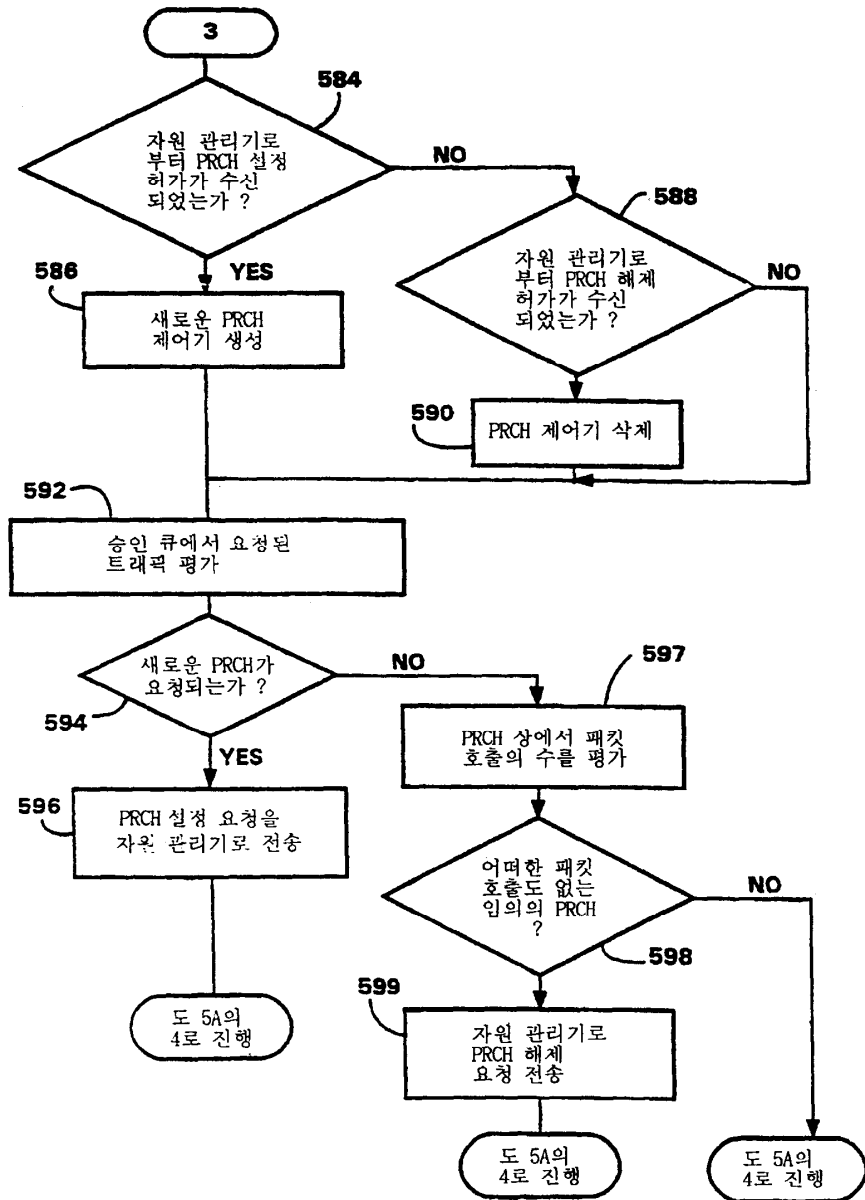 3
584
자원 관리기로
부터 PRCH 설정
허가가 수신
되었는가 ?
NO
588
자원 관리기로
부터 PRCH 해제
허가가 수신
되었는가 ?
NO
586
YES
새로운 PRCH
제어기 생성
590
PRCH 제어기 삭제
592
승인 큐에서 요청된
트래픽 평가
새로운 PRCH가
요청되는가 ?
NO
594
YES
597
PRCH 상에서 패킷
호출의 수를 평가
596
PRCH 설정 요청을
자원 관리기로 전송
어떠한 패킷
호출도 없는
임의의 PRCH
?
NO
598
599
자원 관리기로
PRCH 해제
요청 전송
도 5A의
4로 진행
도 5A의
4로 진행
도 5A의
4로 진행